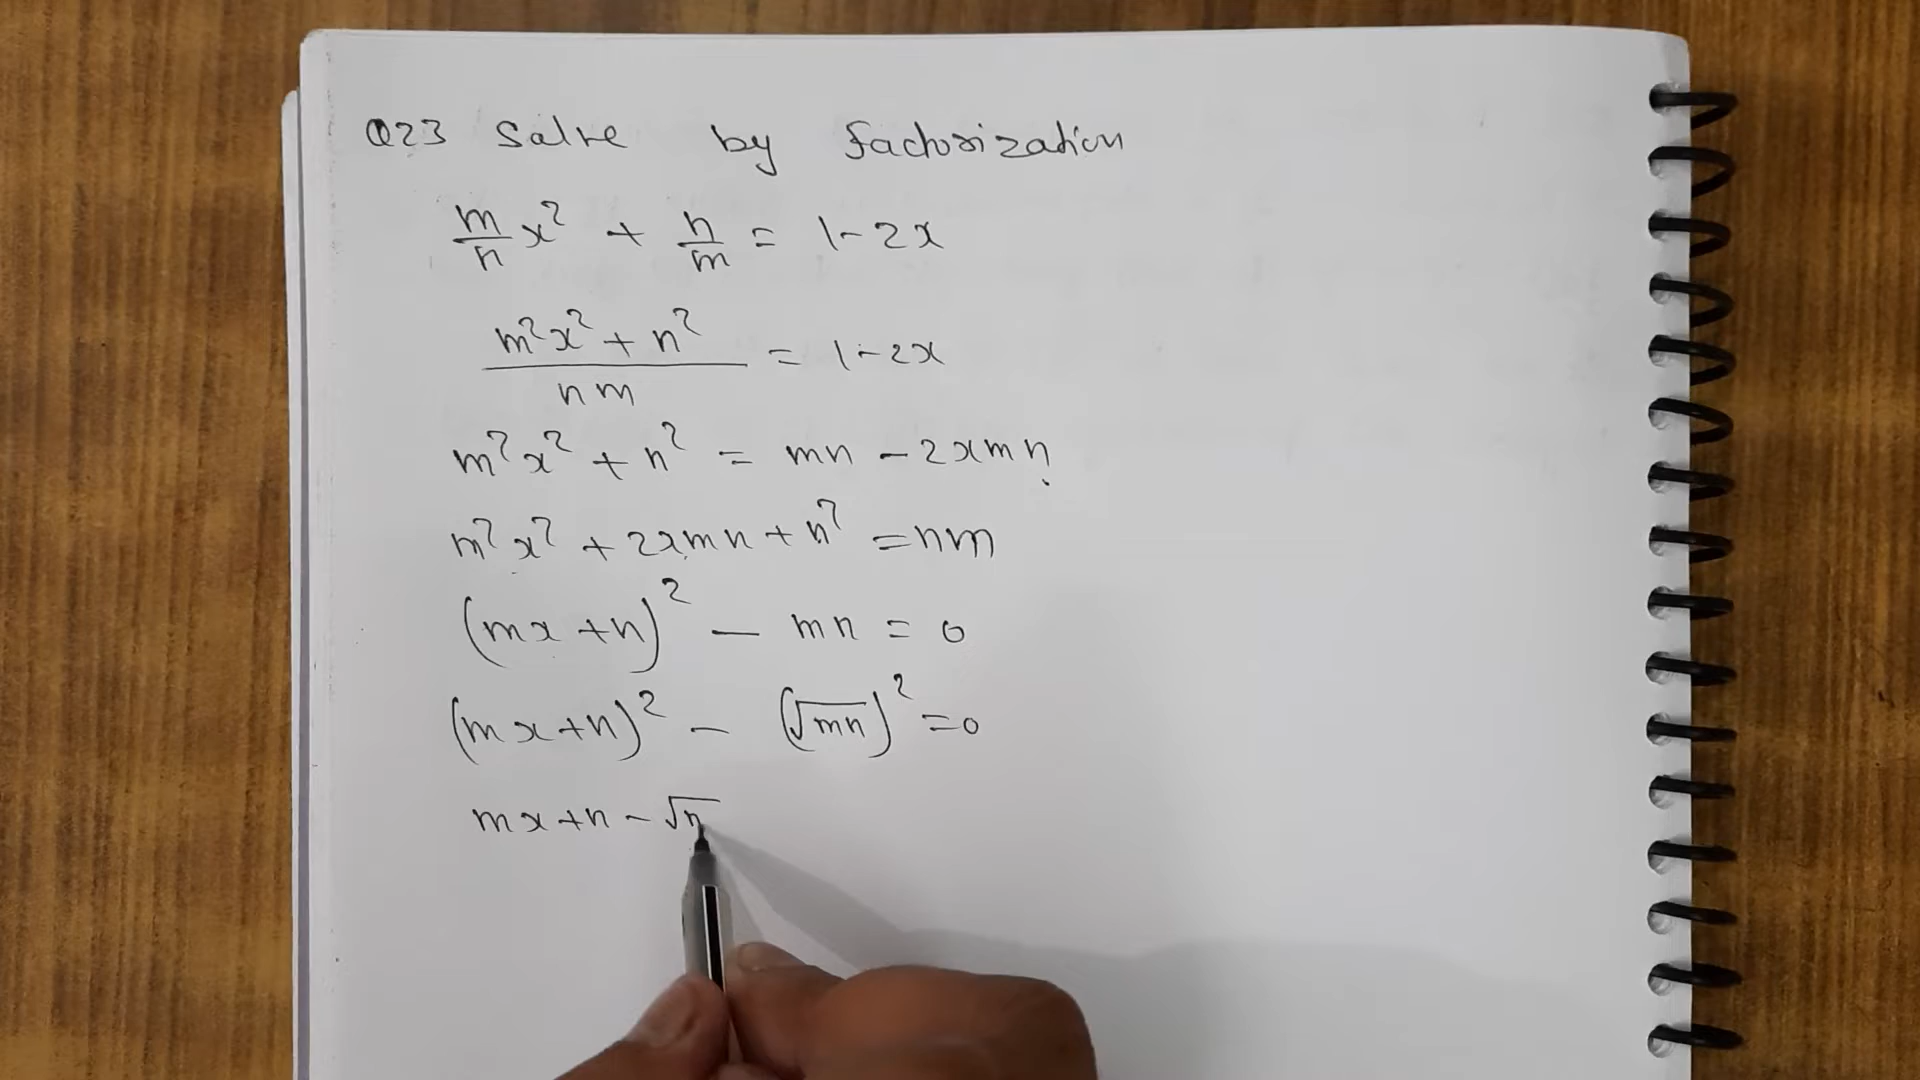 Q23 Solve by factorization
m/n x² + n/m = 1 - 2x
m²x² + n² / nm = 1 - 2x
m²x² + n² = mn - 2xmn
m²x² + 2xmn + n² = nm
(mx + n)² - mn = 0
(mx + n)² - (√mn)² = 0
mx + n - √n